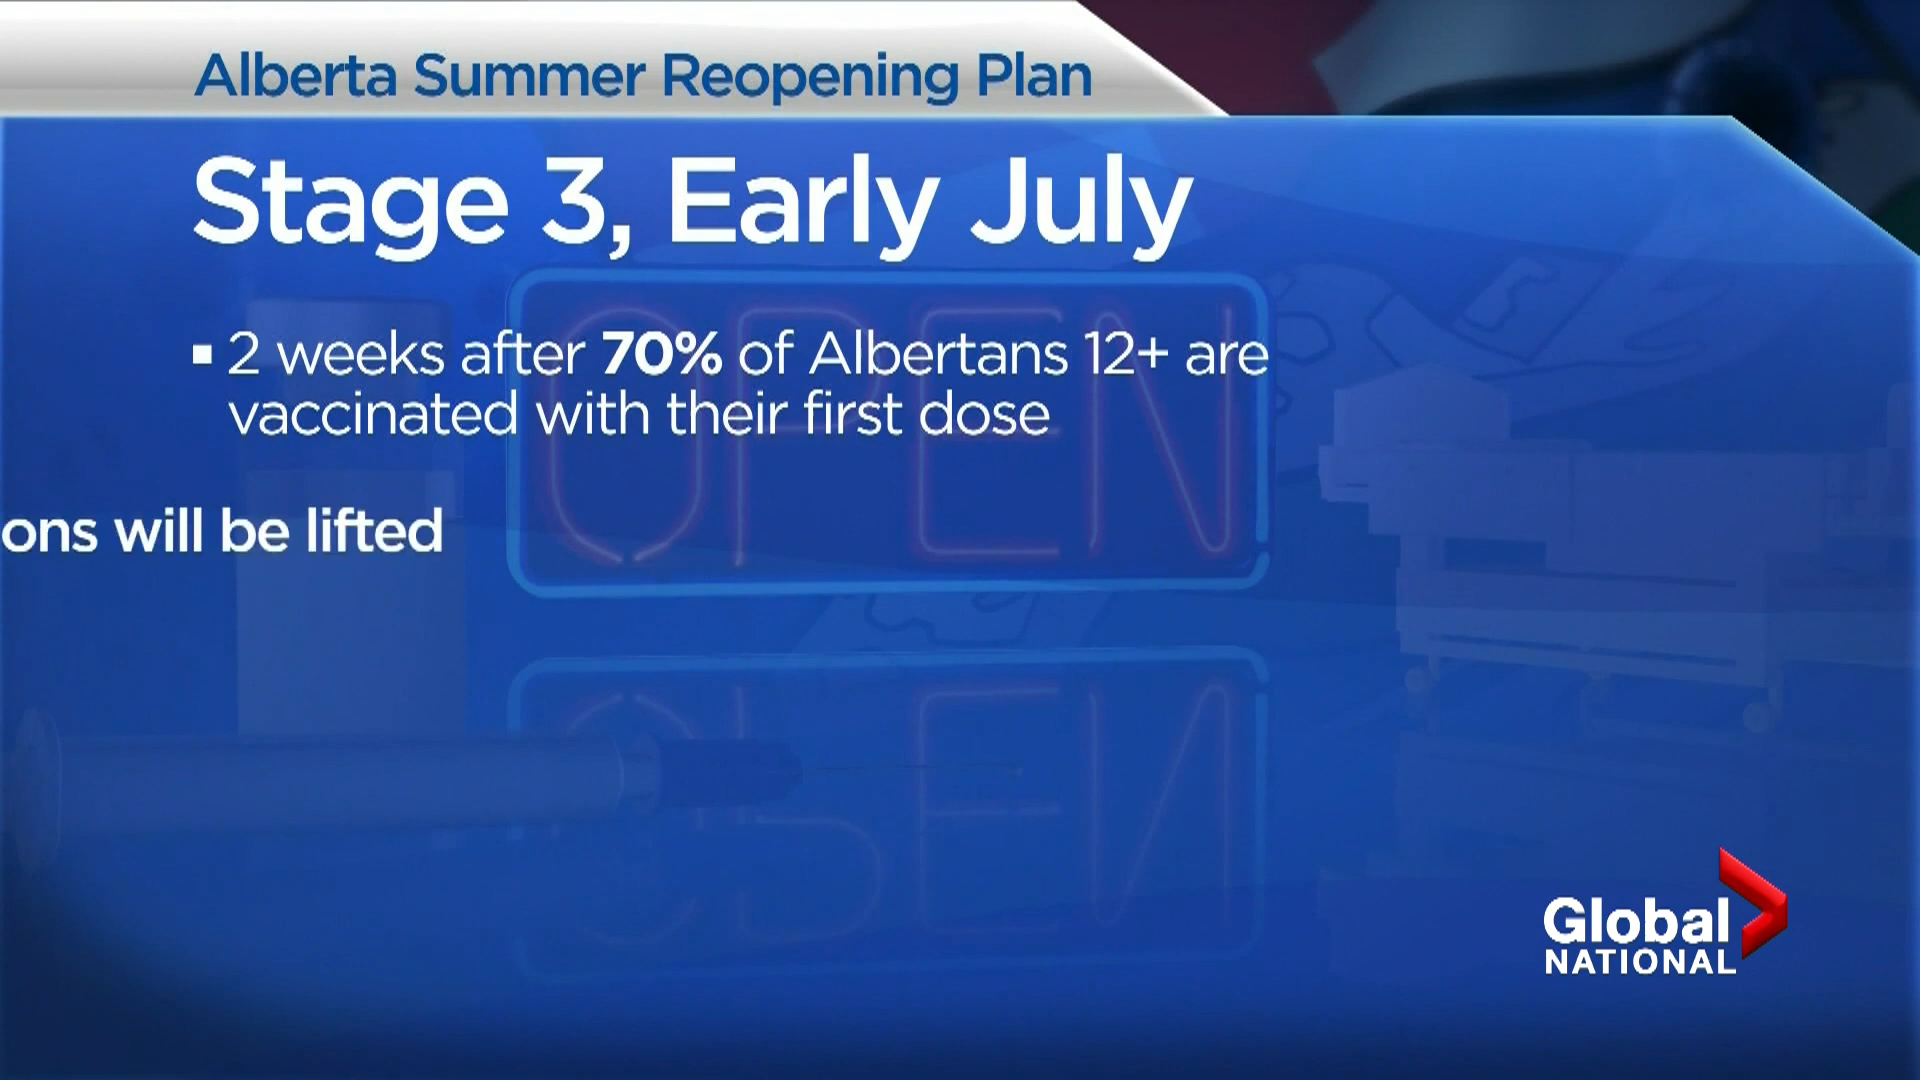 Alberta Summer Reopening Plan
Stage 3, Early July
▪ 2 weeks after 70% of Albertans 12+ are
vaccinated with their first dose
ons will be lifted
OPEN
Global
NATIONAL